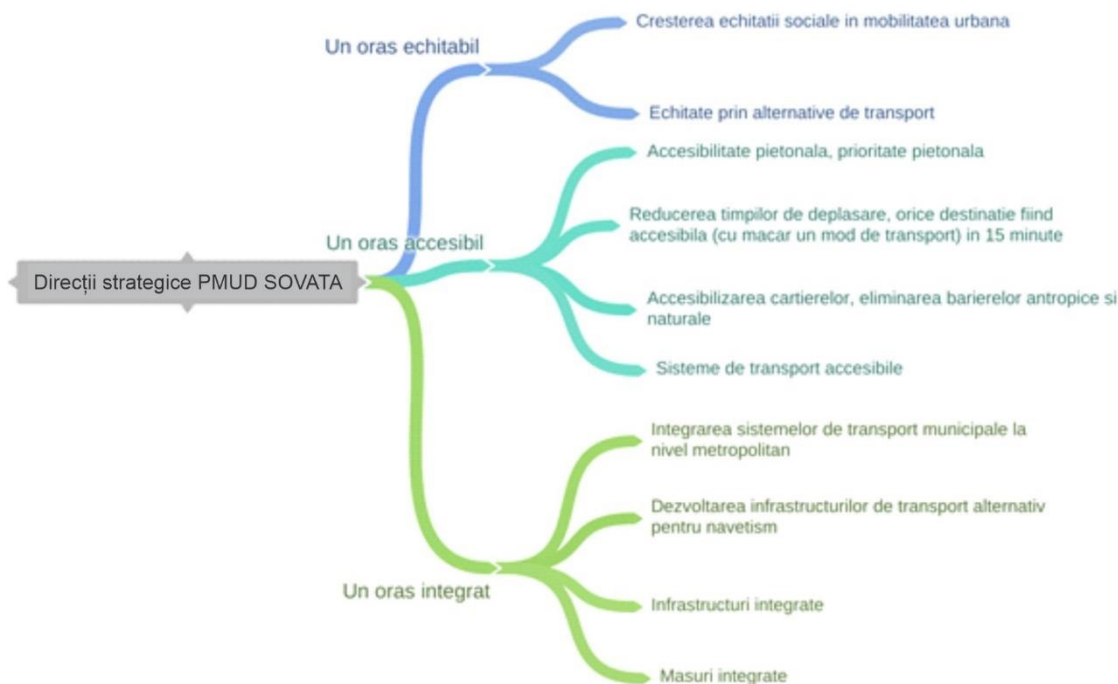 Direcții strategice PMUD SOVATA
Un oras echitabil
Cresterea echitatii sociale in mobilitatea urbana
Echitate prin alternative de transport
Un oras accesibil
Accesibilitate pietonala, prioritate pietonala
Reducerea timpilor de deplasare, orice destinatie fiind
accesibila (cu macar un mod de transport) in 15 minute
Accesibilizarea cartierelor, eliminarea barierelor antropice si
naturale
Sisteme de transport accesibile
Un oras integrat
Integrarea sistemelor de transport municipale la
nivel metropolitan
Dezvoltarea infrastructurilor de transport alternativ
pentru navetism
Infrastructuri integrate
Masuri integrate